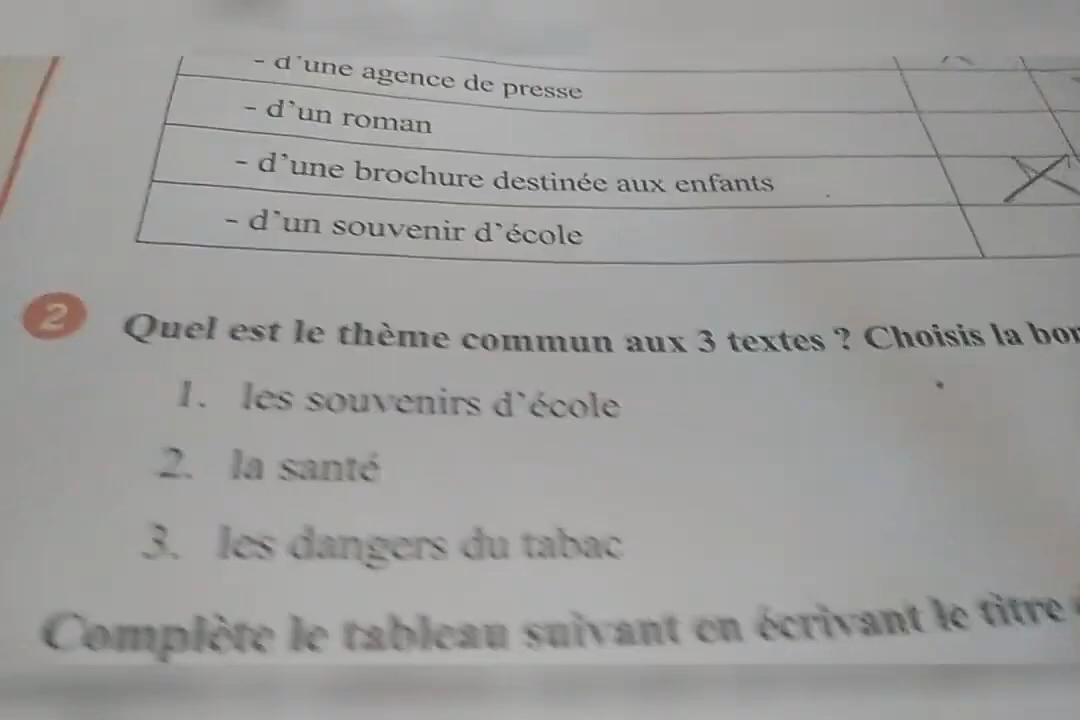 - d'une agence de presse
- d'un roman
- d'une brochure destinée aux enfants
- d'un souvenir d'école
2 Quel est le thème commun aux 3 textes ? Choisis la
1. les souvenirs d'école
2. la santé
3. les dangers du tabac
Complète le tableau suivant en écrivant le titre